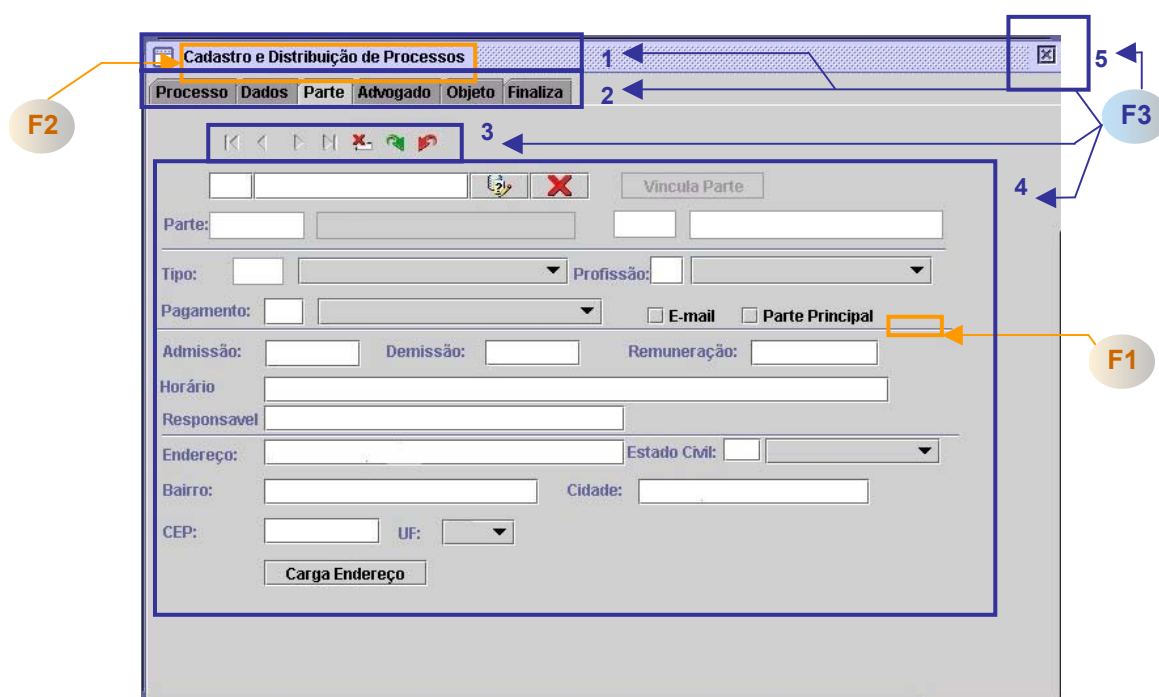 Cadastro e Distribuição de Processos 1 5
Processo Dados Parte Advogado Objeto Finaliza 2
F2 F3
3
Vincula Parte 4
Parte:
Tipo: Profissão:
Pagamento: E-mail Parte Principal
Admissão: Demissão: Remuneração:
F1
Horário
Responsavel
Endereço: Estado Civil:
Bairro: Cidade:
CEP: UF:
Carga Endereço